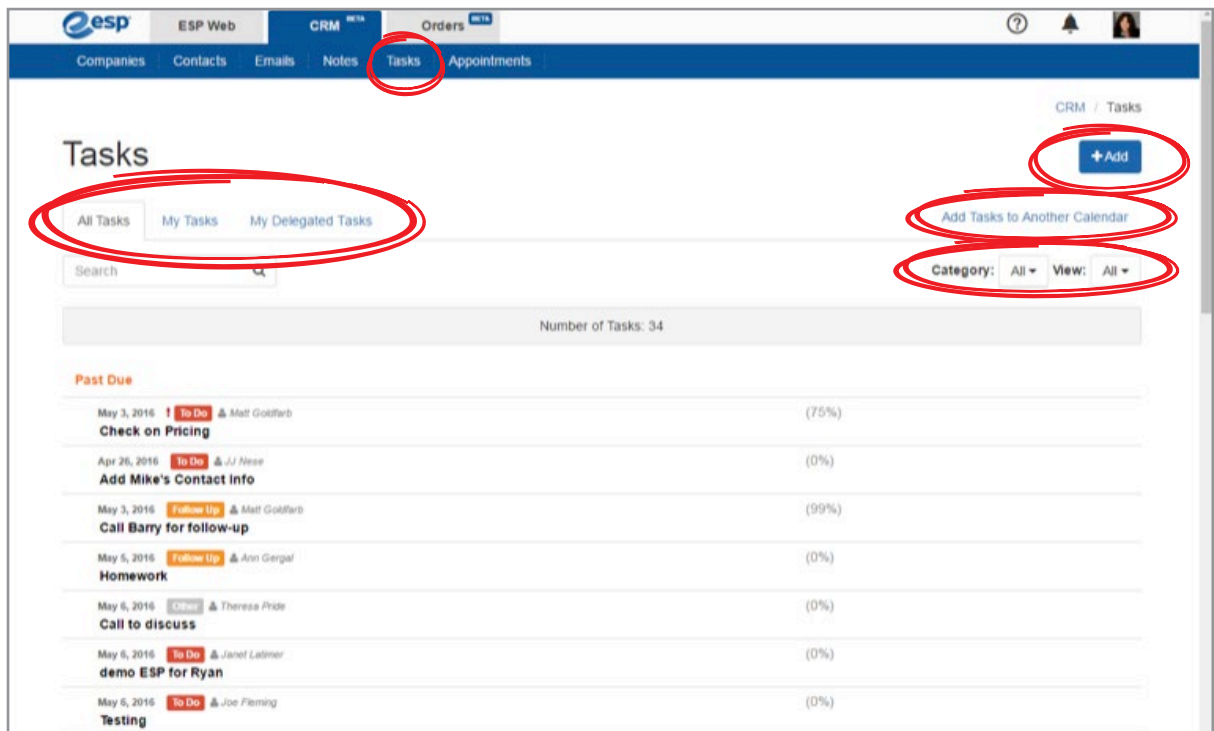 esp ESP Web CRM BETA Orders BETA
Companies Contacts Emails Notes Tasks Appointments
CRM / Tasks
Tasks
+Add
All Tasks My Tasks My Delegated Tasks
Add Tasks to Another Calendar
Search Category: All View: All
Number of Tasks: 34
Past Due
May 3, 2016 ! To Do Matt Goldfarb (75%)
Check on Pricing
Apr 26, 2016 To Do JJ Nese (0%)
Add Mike's Contact Info
May 3, 2016 Follow Up Matt Goldfarb (99%)
Call Barry for follow-up
May 5, 2016 Follow Up Ann Gergal (0%)
Homework
May 6, 2016 Other Theresa Pride (0%)
Call to discuss
May 6, 2016 To Do Janet Latimer (0%)
demo ESP for Ryan
May 6, 2016 To Do Joe Fleming (0%)
Testing